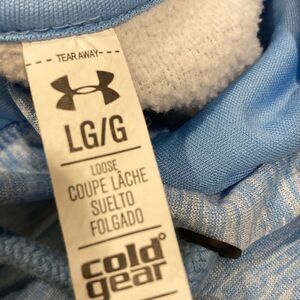 TEAR AWAY
LG/G
LOOSE
COUPE LÂCHE
SUELTO
FOLGADO
cold
gear